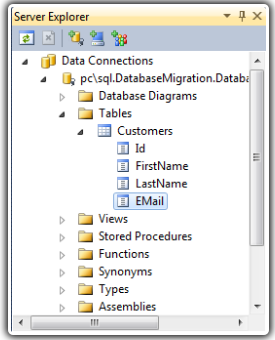 Server Explorer
Data Connections
pc\sql.DatabaseMigration.Databa
Database Diagrams
Tables
Customers
Id
FirstName
LastName
EMail
Views
Stored Procedures
Functions
Synonyms
Types
Assemblies